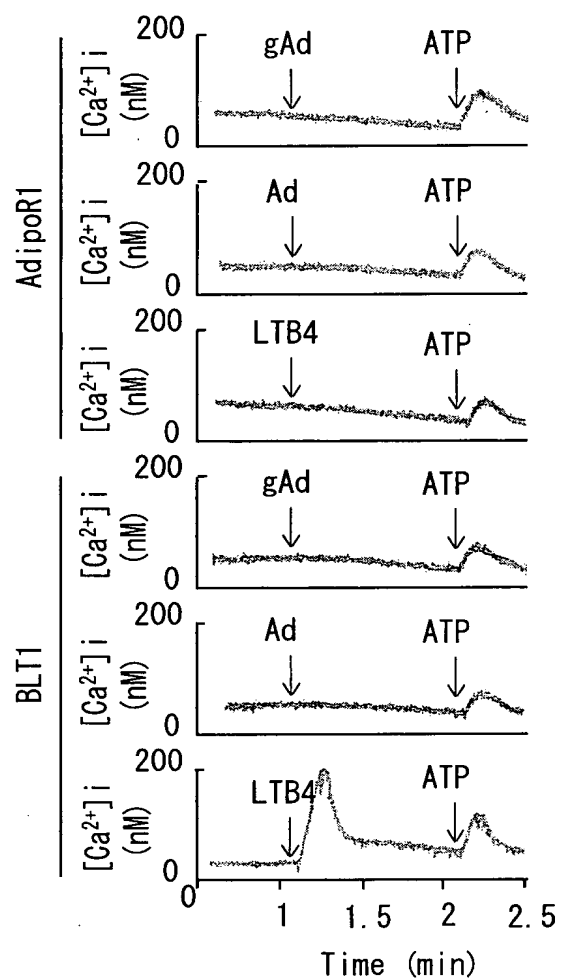 AdipoR1
[Ca²⁺]i
(nM)
200
0
gAd
ATP
[Ca²⁺]i
(nM)
200
0
Ad
ATP
[Ca²⁺]i
(nM)
200
0
LTB4
ATP
BLT1
[Ca²⁺]i
(nM)
200
0
gAd
ATP
[Ca²⁺]i
(nM)
200
0
Ad
ATP
[Ca²⁺]i
(nM)
200
0
LTB4
ATP
0 1 1.5 2 2.5
Time (min)